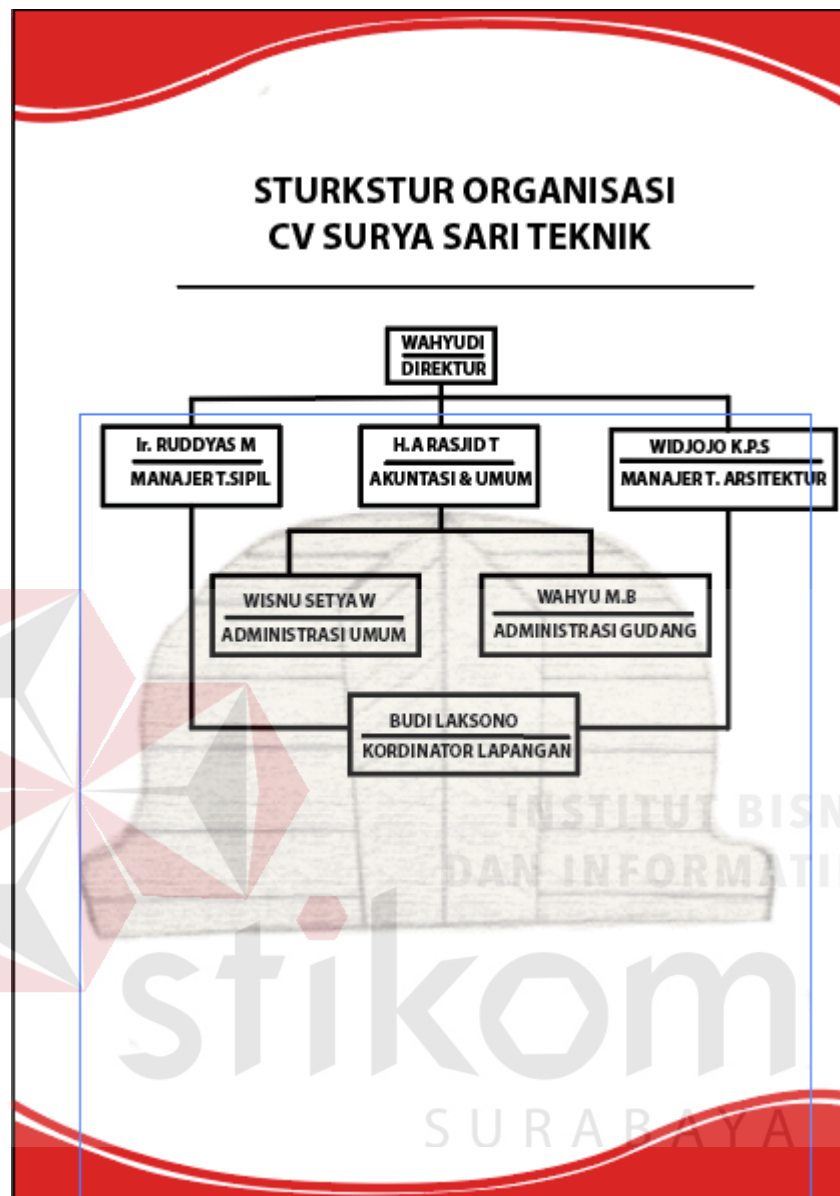 STURKSTUR ORGANISASI
CV SURYA SARI TEKNIK
WAHYUDI
DIREKTUR
Ir. RUDDYAS M
MANAJER T.SIPIL
H.A RASJID T
AKUNTASI & UMUM
WIDJOJO K.P.S
MANAJER T. ARSITEKTUR
WISNU SETYA W
ADMINISTRASI UMUM
WAHYU M.B
ADMINISTRASI GUDANG
BUDI LAKSONO
KORDINATOR LAPANGAN
INSTITUT BISN
DAN INFORMATI
stikom
SURABAYA